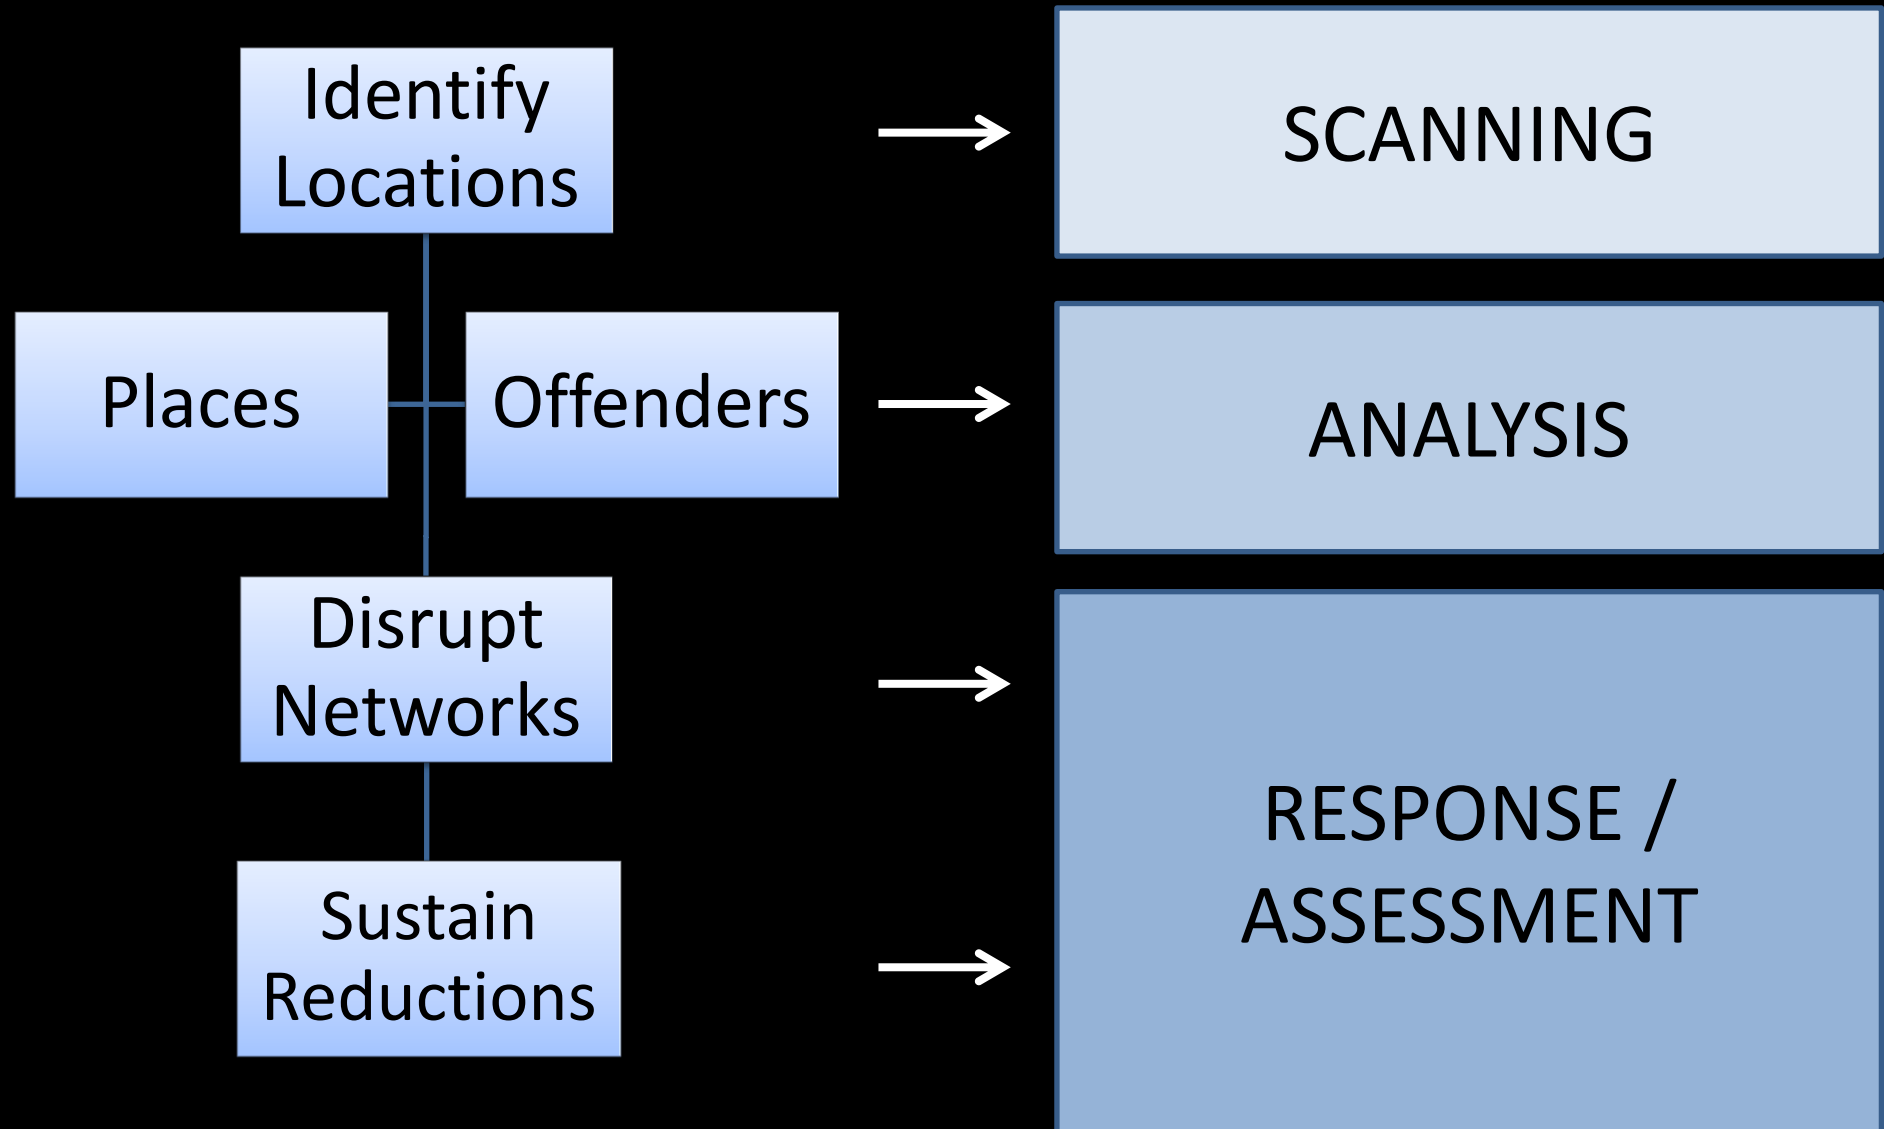 Identify
Locations
SCANNING
Places
Offenders
ANALYSIS
Disrupt
Networks
RESPONSE /
ASSESSMENT
Sustain
Reductions